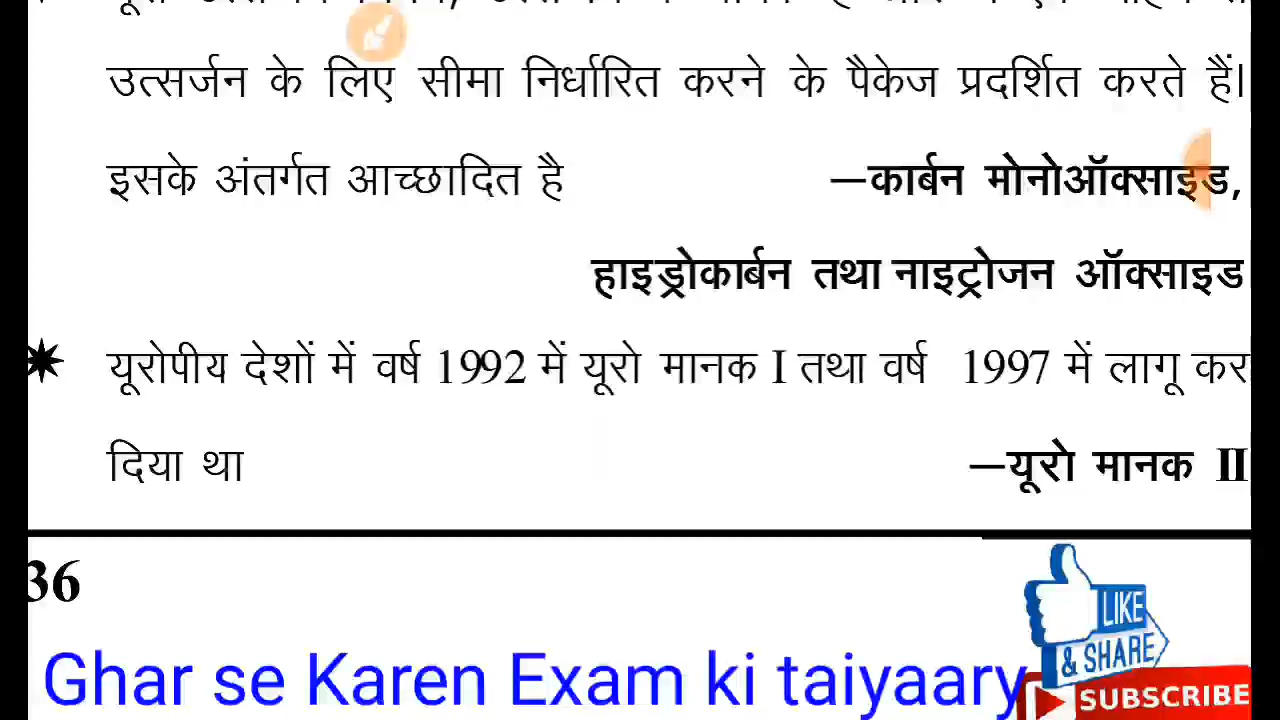 उत्सर्जन के लिए सीमा निर्धारित करने के पैकेज प्रदर्शित करते हैं।
इसके अंतर्गत आच्छादित है —कार्बन मोनोऑक्साइड,
हाइड्रोकार्बन तथा नाइट्रोजन ऑक्साइड
✷ यूरोपीय देशों में वर्ष 1992 में यूरो मानक I तथा वर्ष 1997 में लागू कर
दिया था —यूरो मानक II
36
Ghar se Karen Exam ki taiyaary
LIKE
& SHARE
SUBSCRIBE